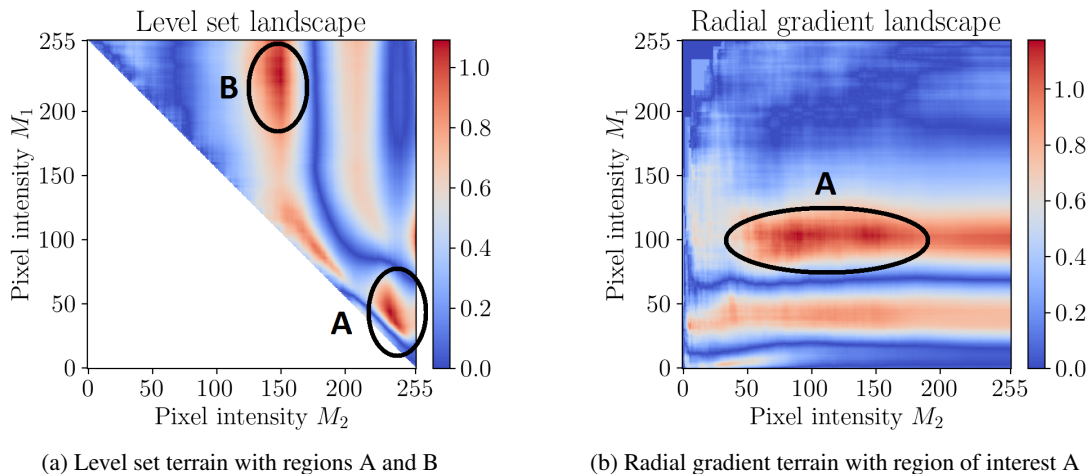 Level set landscape
255
200
150
100
50
0
Pixel intensity M₁
B
A
0 50 100 150 200 255
Pixel intensity M₂
1.0
0.8
0.6
0.4
0.2
0.0
(a) Level set terrain with regions A and B
Radial gradient landscape
255
200
150
100
50
0
Pixel intensity M₁
A
0 50 100 150 200 255
Pixel intensity M₂
1.0
0.8
0.6
0.4
0.2
0.0
(b) Radial gradient terrain with region of interest A